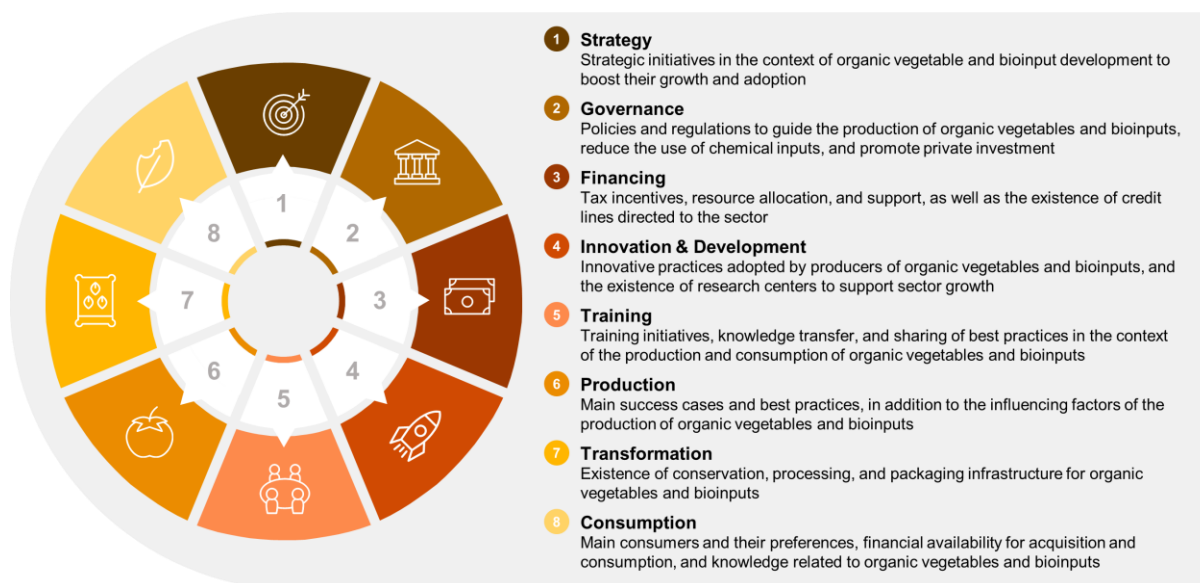 1
2
3
4
5
6
7
8
1 Strategy
Strategic initiatives in the context of organic vegetable and bioinput development to
boost their growth and adoption
2 Governance
Policies and regulations to guide the production of organic vegetables and bioinputs,
reduce the use of chemical inputs, and promote private investment
3 Financing
Tax incentives, resource allocation, and support, as well as the existence of credit
lines directed to the sector
4 Innovation & Development
Innovative practices adopted by producers of organic vegetables and bioinputs, and
the existence of research centers to support sector growth
5 Training
Training initiatives, knowledge transfer, and sharing of best practices in the context
of the production and consumption of organic vegetables and bioinputs
6 Production
Main success cases and best practices, in addition to the influencing factors of the
production of organic vegetables and bioinputs
7 Transformation
Existence of conservation, processing, and packaging infrastructure for organic
vegetables and bioinputs
8 Consumption
Main consumers and their preferences, financial availability for acquisition and
consumption, and knowledge related to organic vegetables and bioinputs